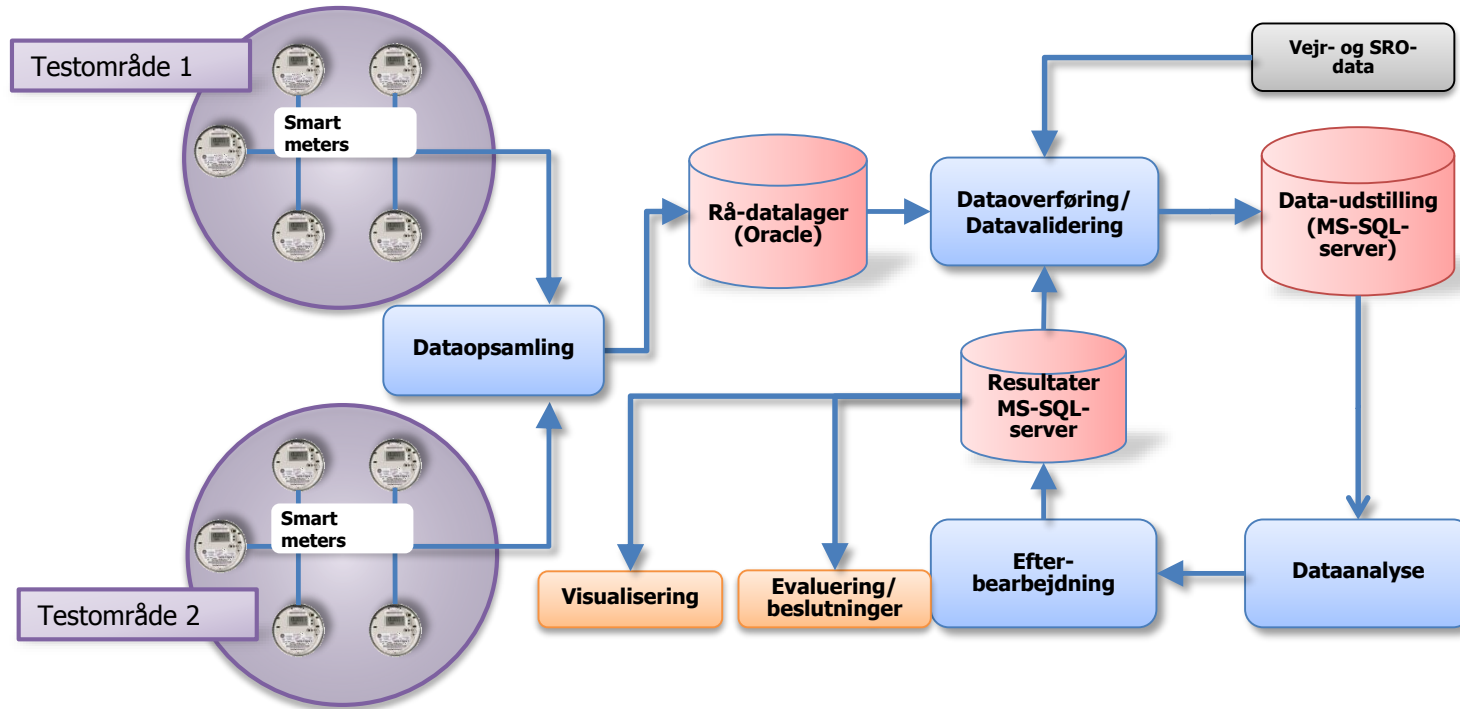 Testområde 1
Smart
meters
Vejr- og SRO-
data
Rå-datalager
(Oracle)
Dataoverføring/
Datavalidering
Data-udstilling
(MS-SQL-
server)
Dataopsamling
Resultater
MS-SQL-
server
Smart
meters
Testområde 2
Visualisering
Evaluering/
beslutninger
Efter-
bearbejdning
Dataanalyse